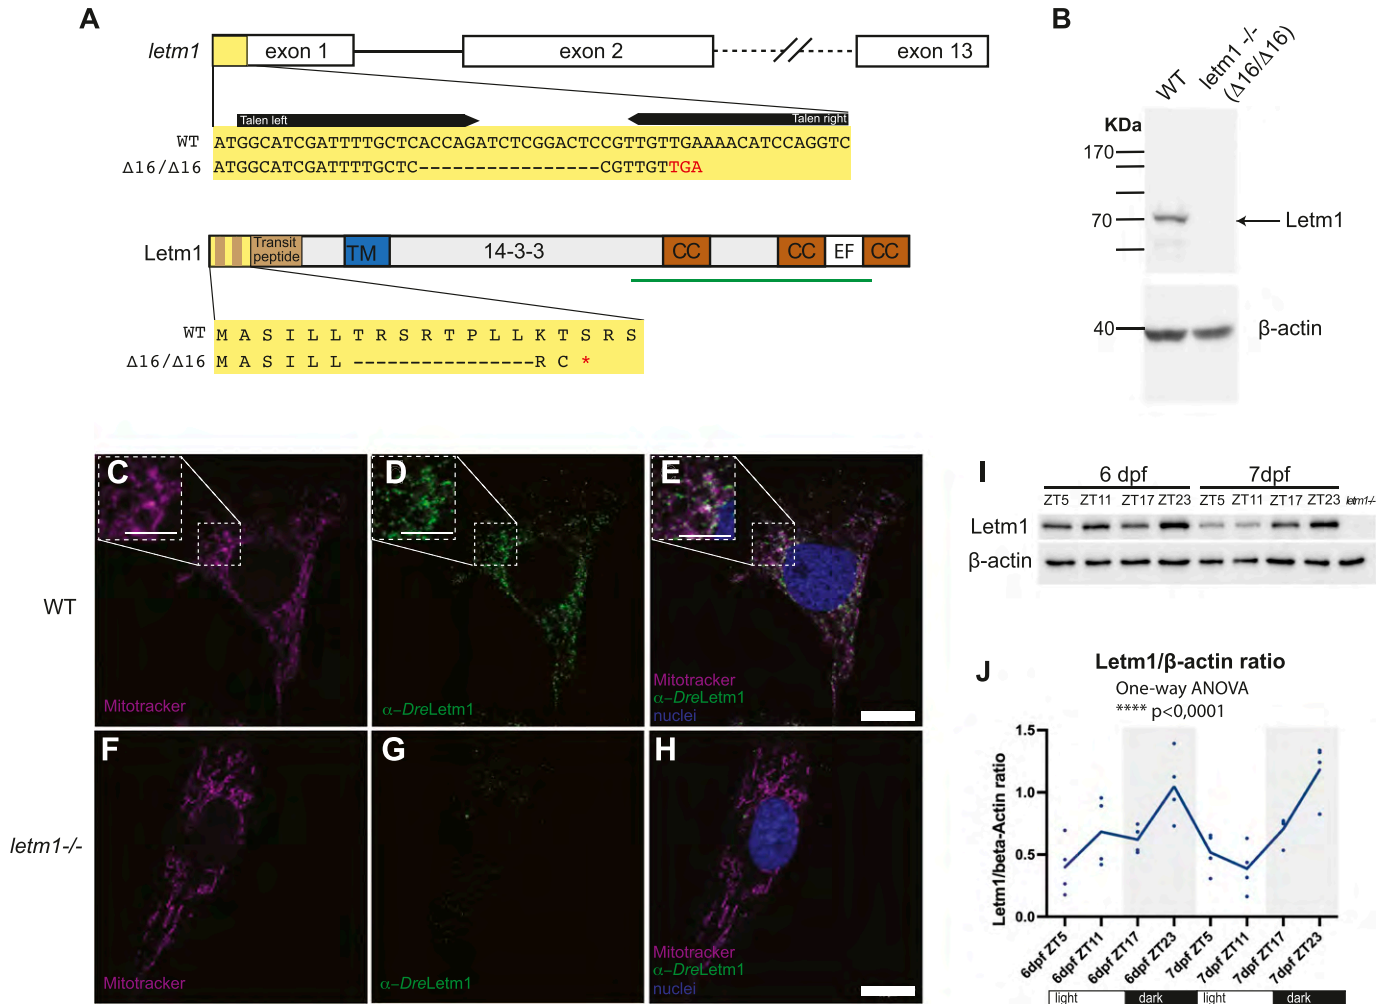 A
letm1
exon 1
exon 2
exon 13
Talen left
Talen right
WT
ATGGCATCGATTTTGCTCACCAGATCTCGGACTCCGTTGTTGAAAACATCCAGGTC
Δ16/Δ16
ATGGCATCGATTTTGCTC----------------CGTTGTTGA
Letm1
Transit
peptide
TM
14-3-3
CC
CC
EF
CC
WT
M A S I L L T R S R T P L L K T S R S
Δ16/Δ16
M A S I L L ---------------- R C *
B
WT
letm1 -/-
(Δ16/Δ16)
KDa
170
70
Letm1
40
β-actin
C
D
E
WT
Mitotracker
α-DreLetm1
Mitotracker
α-DreLetm1
nuclei
F
G
H
letm1-/-
Mitotracker
α-DreLetm1
Mitotracker
α-DreLetm1
nuclei
I
6 dpf
7dpf
ZT5 ZT11 ZT17 ZT23 ZT5 ZT11 ZT17 ZT23 letm1-/-
Letm1
β-actin
J
Letm1/β-actin ratio
One-way ANOVA
**** p<0,0001
Letm1/beta-Actin ratio
1.5
1.0
0.5
0.0
6dpf ZT5
6dpf ZT11
6dpf ZT17
6dpf ZT23
7dpf ZT5
7dpf ZT11
7dpf ZT17
7dpf ZT23
light
dark
light
dark